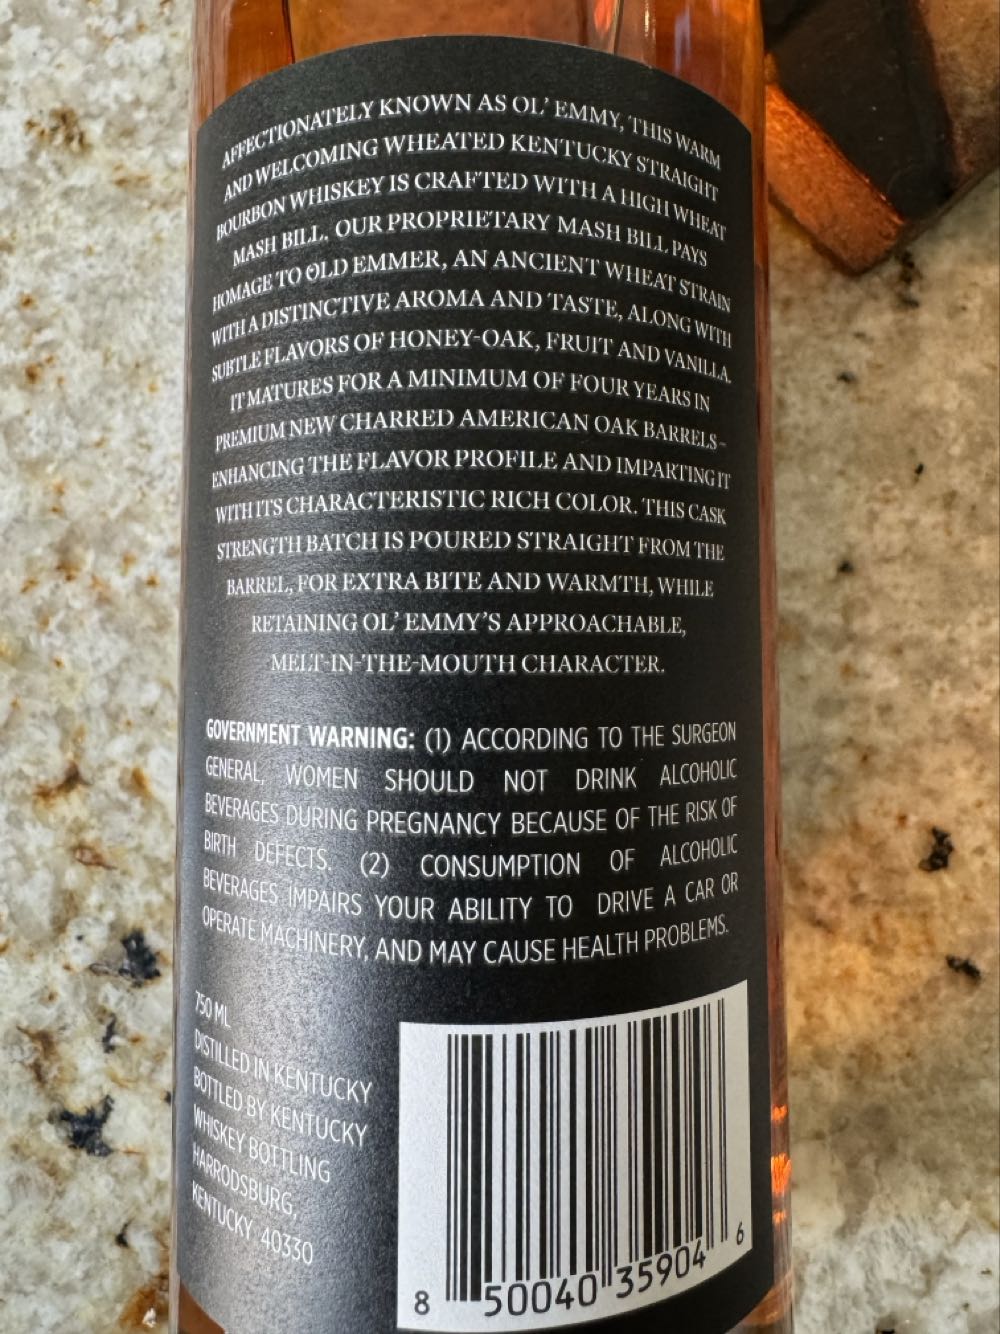 AFFECTIONATELY KNOWN AS OL' EMMY, THIS WARM
AND WELCOMING WHEATED KENTUCKY STRAIGHT
BOURBON WHISKEY IS CRAFTED WITH A HIGH WHEAT
MASH BILL. OUR PROPRIETARY MASH BILL PAYS
HOMAGE TO OLD EMMER, AN ANCIENT WHEAT STRAIN
WITH A DISTINCTIVE AROMA AND TASTE, ALONG WITH
SUBTLE FLAVORS OF HONEY-OAK, FRUIT AND VANILLA.
IT MATURES FOR A MINIMUM OF FOUR YEARS IN
PREMIUM NEW CHARRED AMERICAN OAK BARRELS–
ENHANCING THE FLAVOR PROFILE AND IMPARTING IT
WITH ITS CHARACTERISTIC RICH COLOR. THIS CASK
STRENGTH BATCH IS POURED STRAIGHT FROM THE
BARREL, FOR EXTRA BITE AND WARMTH, WHILE
RETAINING OL' EMMY'S APPROACHABLE,
MELT-IN-THE-MOUTH CHARACTER.
GOVERNMENT WARNING: (1) ACCORDING TO THE SURGEON
GENERAL, WOMEN SHOULD NOT DRINK ALCOHOLIC
BEVERAGES DURING PREGNANCY BECAUSE OF THE RISK OF
BIRTH DEFECTS. (2) CONSUMPTION OF ALCOHOLIC
BEVERAGES IMPAIRS YOUR ABILITY TO DRIVE A CAR OR
OPERATE MACHINERY, AND MAY CAUSE HEALTH PROBLEMS.
750 ML
DISTILLED IN KENTUCKY
BOTTLED BY KENTUCKY
WHISKEY BOTTLING
HARRODSBURG,
KENTUCKY 40330
8 50040 35904 6